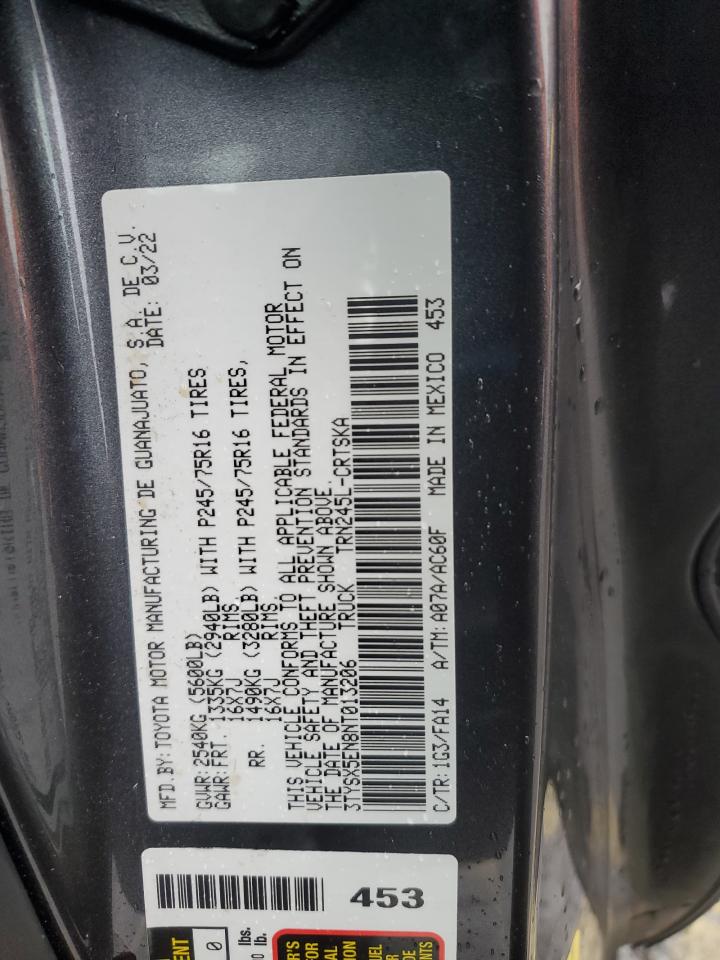 MFD.BY:TOYOTA MOTOR MANUFACTURING DE GUANAJUATO, S.A. DE C.V.
DATE: 03/22
GVWR:2540KG (5600LB)
GAWR:FRT. 1335KG (2940LB) WITH P245/75R16 TIRES
16X7J RIMS,
RR. 1490KG (3280LB) WITH P245/75R16 TIRES,
16X7J RIMS.
THIS VEHICLE CONFORMS TO ALL APPLICABLE FEDERAL MOTOR
VEHICLE SAFETY AND THEFT PREVENTION STANDARDS IN EFFECT ON
THE DATE OF MANUFACTURE SHOWN ABOVE.
3TYSX5EN8NT013206 TRUCK TRN245L-CRTSKA
C/TR:1G3/FA14 A/TM:A07A/AC60F MADE IN MEXICO 453
453
0
lbs.
lb.